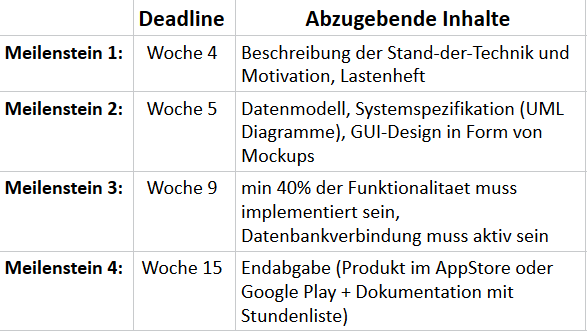 Deadline Abzugebende Inhalte
Meilenstein 1: Woche 4 Beschreibung der Stand-der-Technik und
Motivation, Lastenheft
Meilenstein 2: Woche 5 Datenmodell, Systemspezifikation (UML
Diagramme), GUI-Design in Form von
Mockups
Meilenstein 3: Woche 9 min 40% der Funktionalitaet muss
implementiert sein,
Datenbankverbindung muss aktiv sein
Meilenstein 4: Woche 15 Endabgabe (Produkt im AppStore oder
Google Play + Dokumentation mit
Stundenliste)